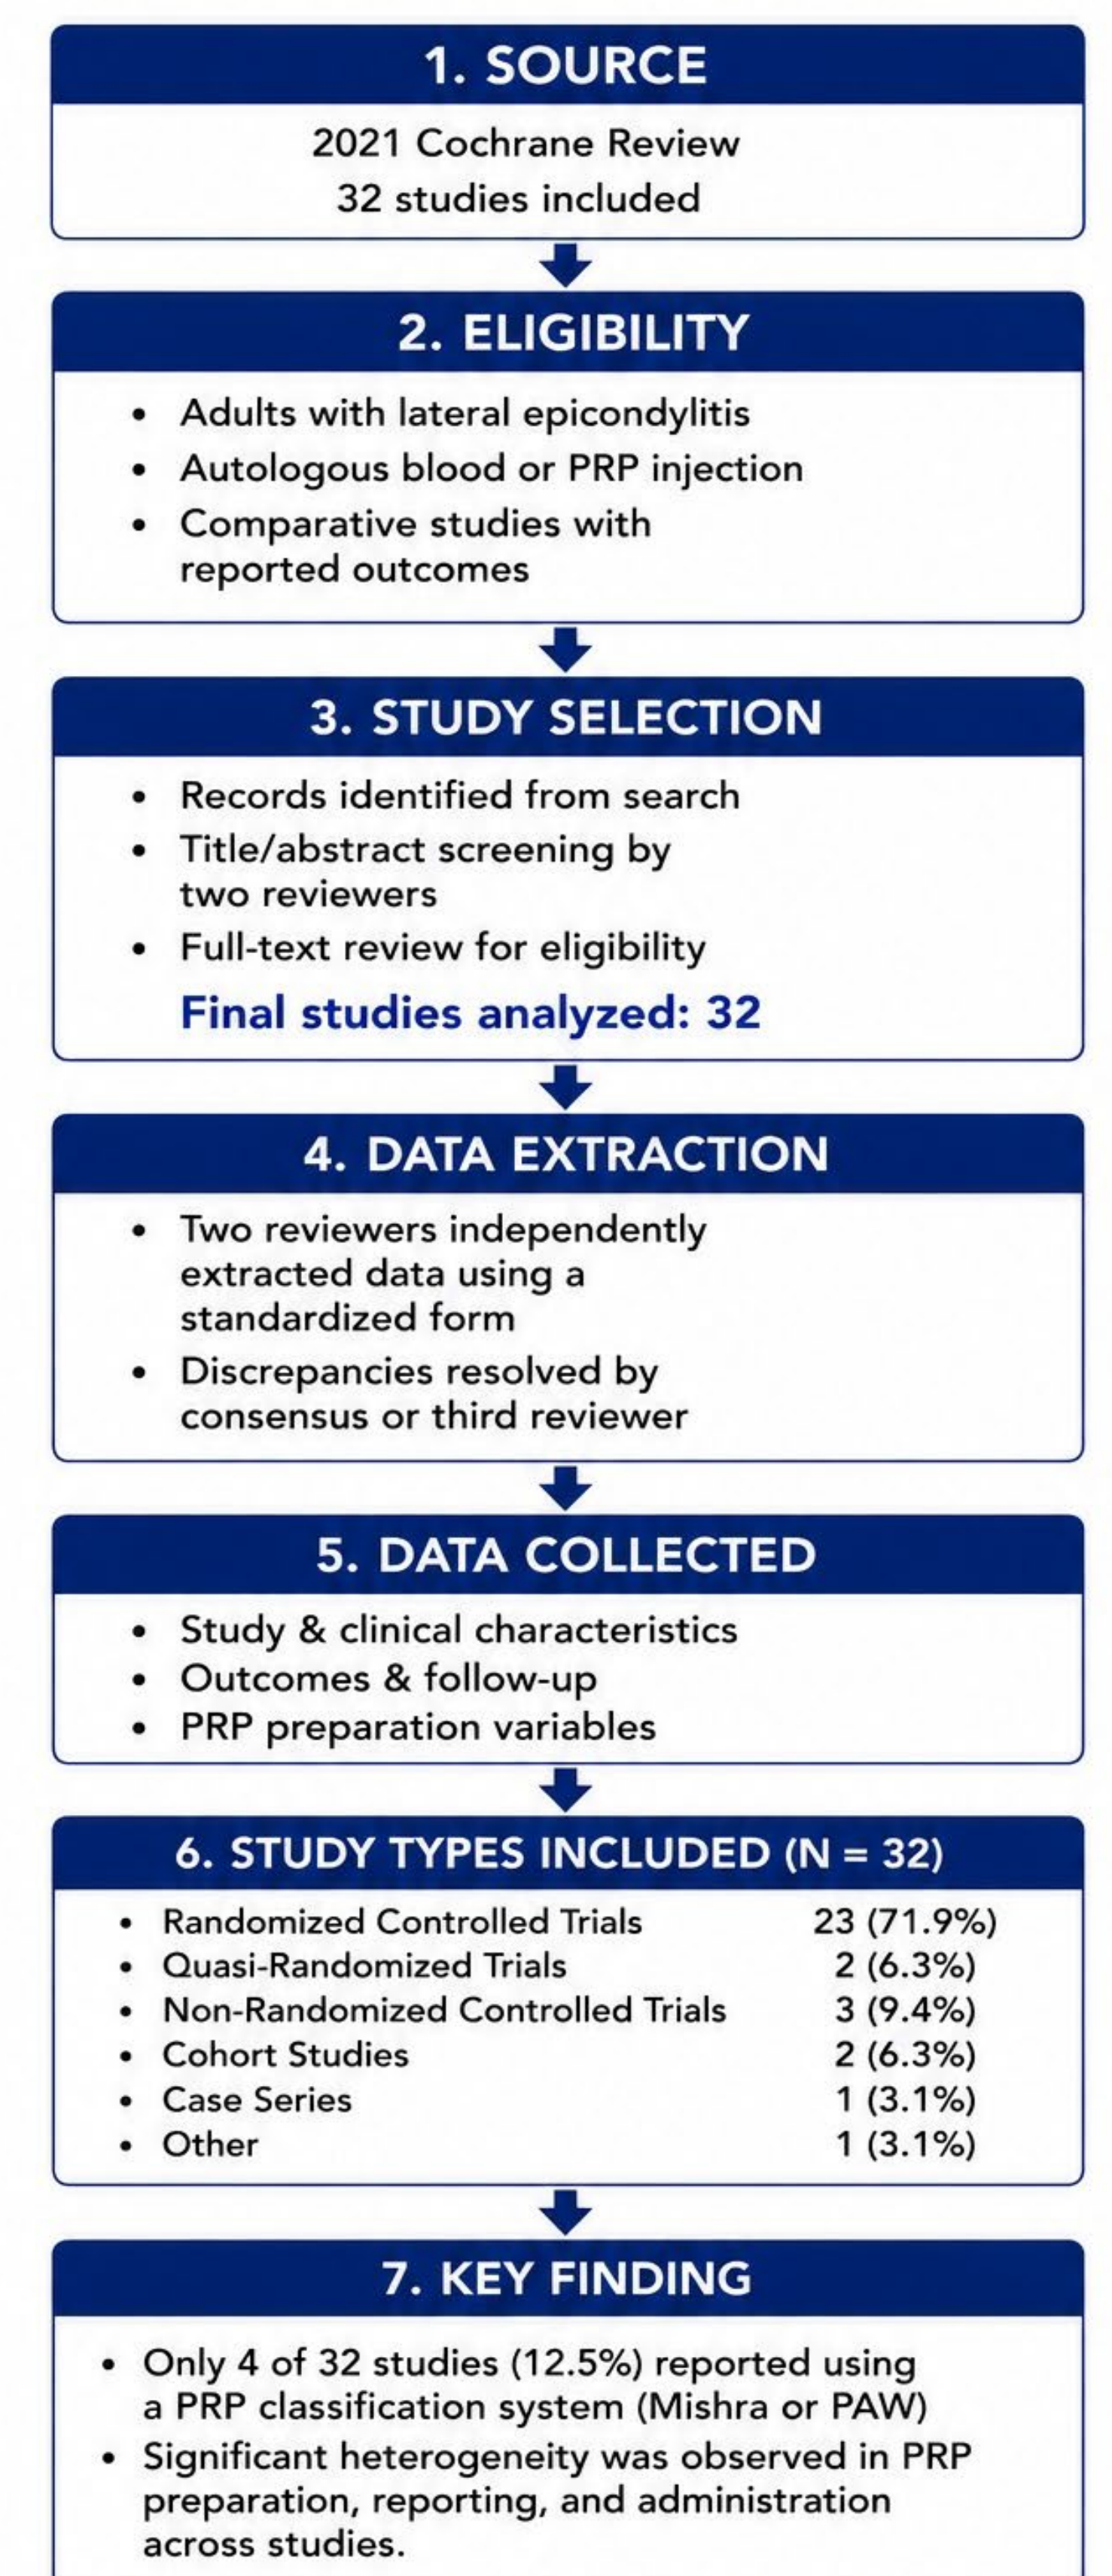 1. SOURCE
2021 Cochrane Review
32 studies included
2. ELIGIBILITY
• Adults with lateral epicondylitis
• Autologous blood or PRP injection
• Comparative studies with
reported outcomes
3. STUDY SELECTION
• Records identified from search
• Title/abstract screening by
two reviewers
• Full-text review for eligibility
Final studies analyzed: 32
4. DATA EXTRACTION
• Two reviewers independently
extracted data using a
standardized form
• Discrepancies resolved by
consensus or third reviewer
5. DATA COLLECTED
• Study & clinical characteristics
• Outcomes & follow-up
• PRP preparation variables
6. STUDY TYPES INCLUDED (N = 32)
• Randomized Controlled Trials 23 (71.9%)
• Quasi-Randomized Trials 2 (6.3%)
• Non-Randomized Controlled Trials 3 (9.4%)
• Cohort Studies 2 (6.3%)
• Case Series 1 (3.1%)
• Other 1 (3.1%)
7. KEY FINDING
• Only 4 of 32 studies (12.5%) reported using
a PRP classification system (Mishra or PAW)
• Significant heterogeneity was observed in PRP
preparation, reporting, and administration
across studies.